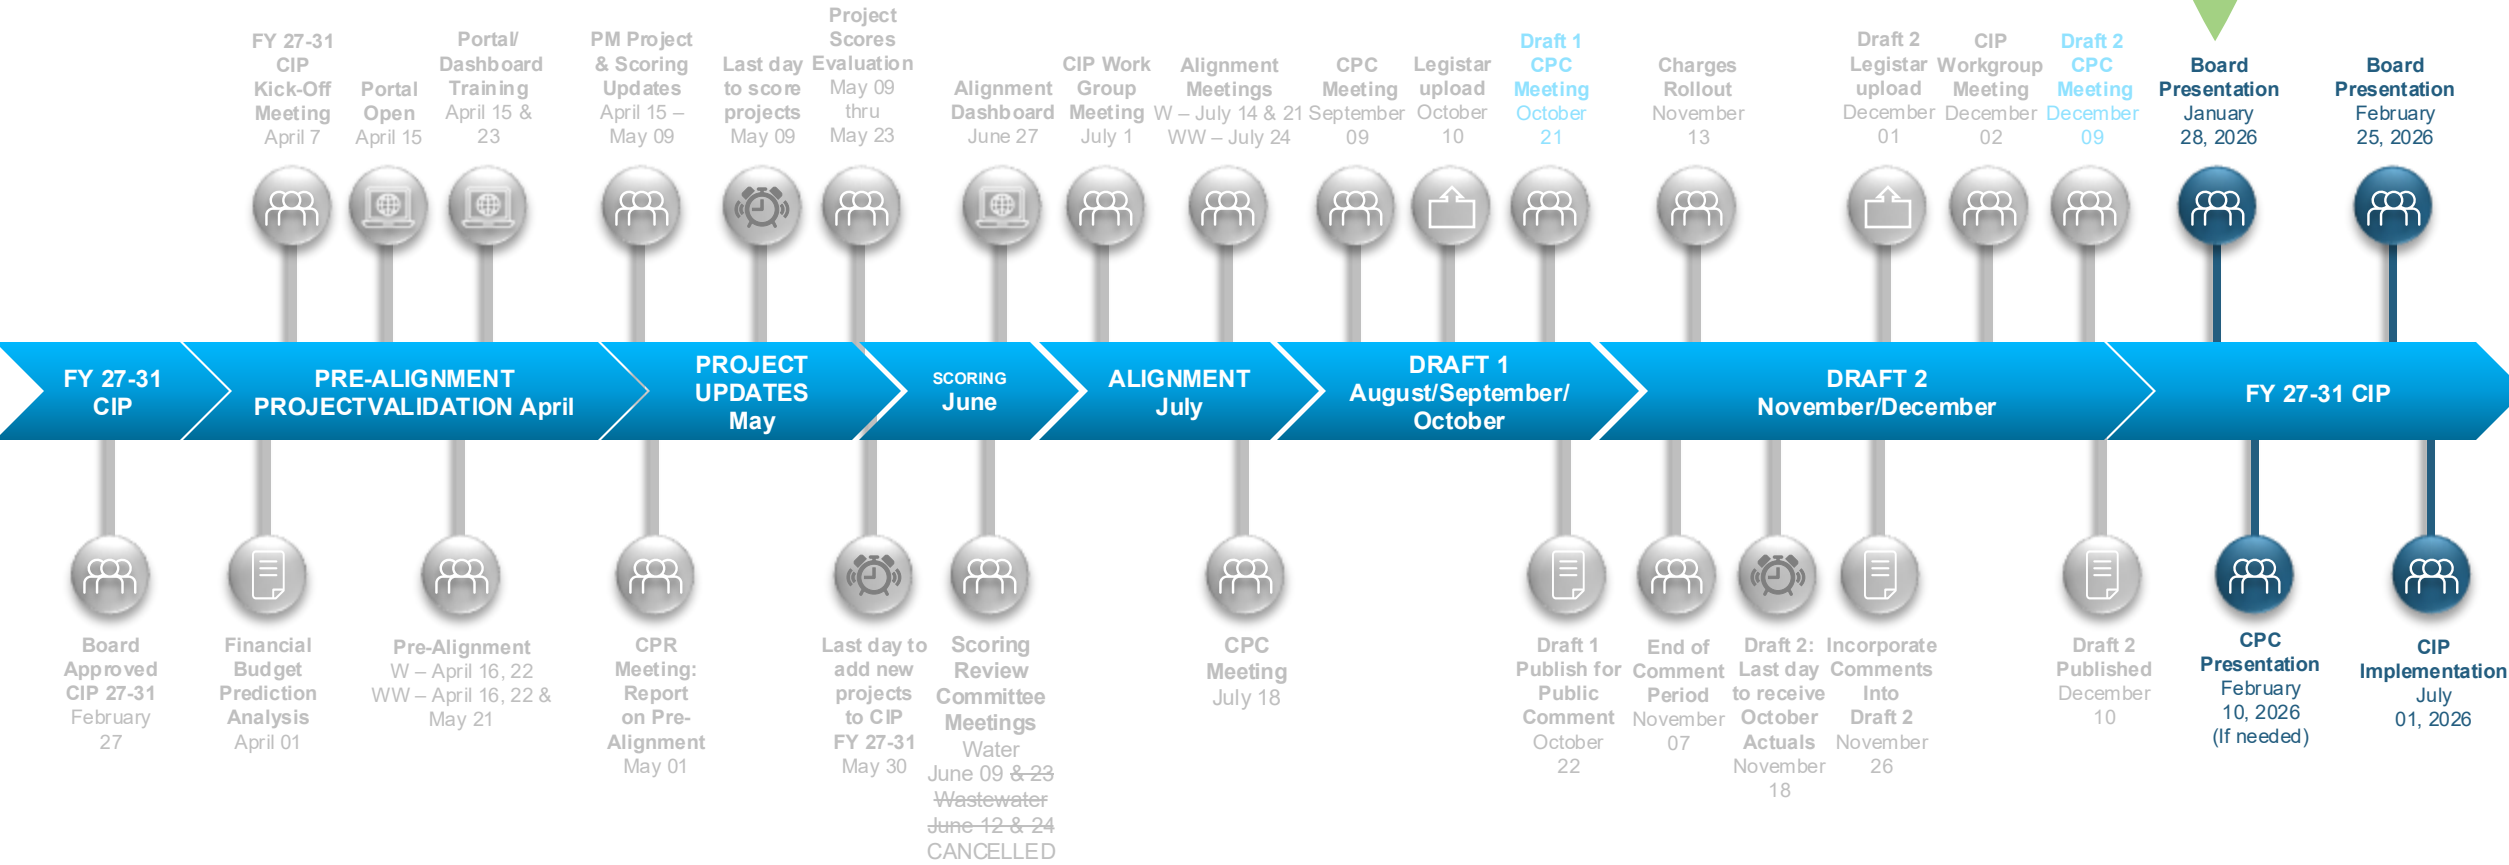 FY 27-31
CIP
Kick-Off
Meeting
April 7
Portal
Open
April 15
Portal/
Dashboard
Training
April 15 &
23
PM Project
& Scoring
Updates
April 15 –
May 09
Last day
to score
projects
May 09
Project
Scores
Evaluation
May 09
thru
May 23
Alignment
Dashboard
June 27
CIP Work
Group
Meeting
July 1
Alignment
Meetings
W – July 14 & 21
WW – July 24
CPC
Meeting
September
09
Legistar
upload
October
10
Draft 1
CPC
Meeting
October
21
Charges
Rollout
November
13
Draft 2
Legistar
upload
December
01
CIP
Workgroup
Meeting
December
02
Draft 2
CPC
Meeting
December
09
Board
Presentation
January
28, 2026
Board
Presentation
February
25, 2026
FY 27-31
CIP
PRE-ALIGNMENT
PROJECTVALIDATION April
PROJECT
UPDATES
May
SCORING
June
ALIGNMENT
July
DRAFT 1
August/September/
October
DRAFT 2
November/December
FY 27-31 CIP
Board
Approved
CIP 27-31
February
27
Financial
Budget
Prediction
Analysis
April 01
Pre-Alignment
W – April 16, 22
WW – April 16, 22 &
May 21
CPR
Meeting:
Report
on Pre-
Alignment
May 01
Last day to
add new
projects
to CIP
FY 27-31
May 30
Scoring
Review
Committee
Meetings
Water
June 09 & 23
Wastewater
June 12 & 24
CANCELLED
CPC
Meeting
July 18
Draft 1
Publish for
Public
Comment
October
22
End of
Comment
Period
November
07
Draft 2:
Last day
to receive
October
Actuals
November
18
Incorporate
Comments
Into
Draft 2
November
26
Draft 2
Published
December
10
CPC
Presentation
February
10, 2026
(If needed)
CIP
Implementation
July
01, 2026